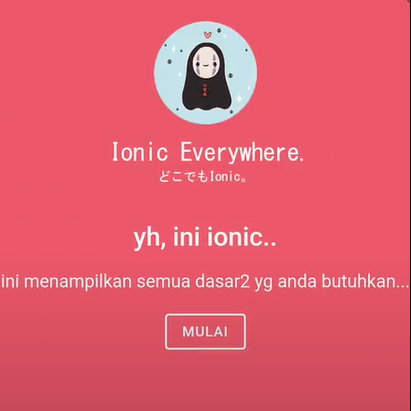 Ionic Everywhere.
どこでもIonic。
yh, ini ionic..
ini menampilkan semua dasar2 yg anda butuhkan...
MULAI